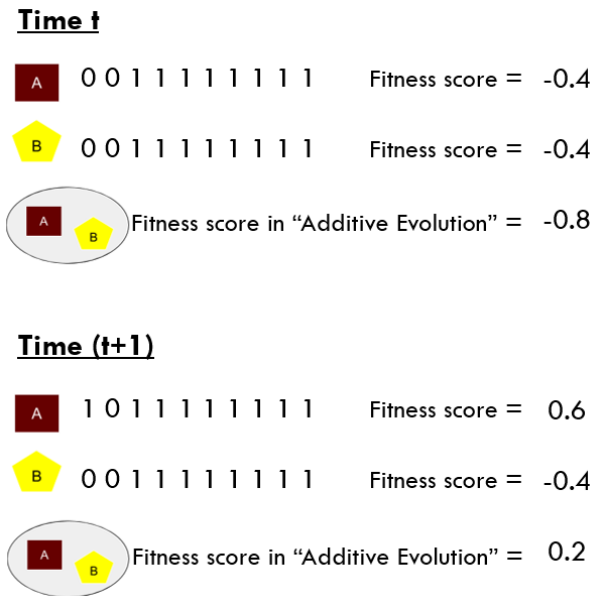 Time t
A 0 0 1 1 1 1 1 1 1 1 Fitness score = -0.4
B 0 0 1 1 1 1 1 1 1 1 Fitness score = -0.4
A B Fitness score in “Additive Evolution” = -0.8
Time (t+1)
A 1 0 1 1 1 1 1 1 1 1 Fitness score = 0.6
B 0 0 1 1 1 1 1 1 1 1 Fitness score = -0.4
A B Fitness score in “Additive Evolution” = 0.2